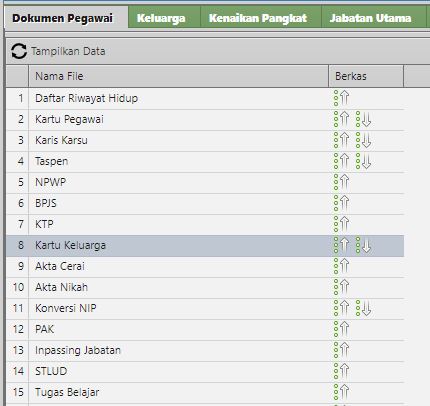 Dokumen Pegawai Keluarga Kenaikan Pangkat Jabatan Utama
Tampilkan Data
Nama File Berkas
1 Daftar Riwayat Hidup
2 Kartu Pegawai
3 Karis Karsu
4 Taspen
5 NPWP
6 BPJS
7 KTP
8 Kartu Keluarga
9 Akta Cerai
10 Akta Nikah
11 Konversi NIP
12 PAK
13 Inpassing Jabatan
14 STLUD
15 Tugas Belajar